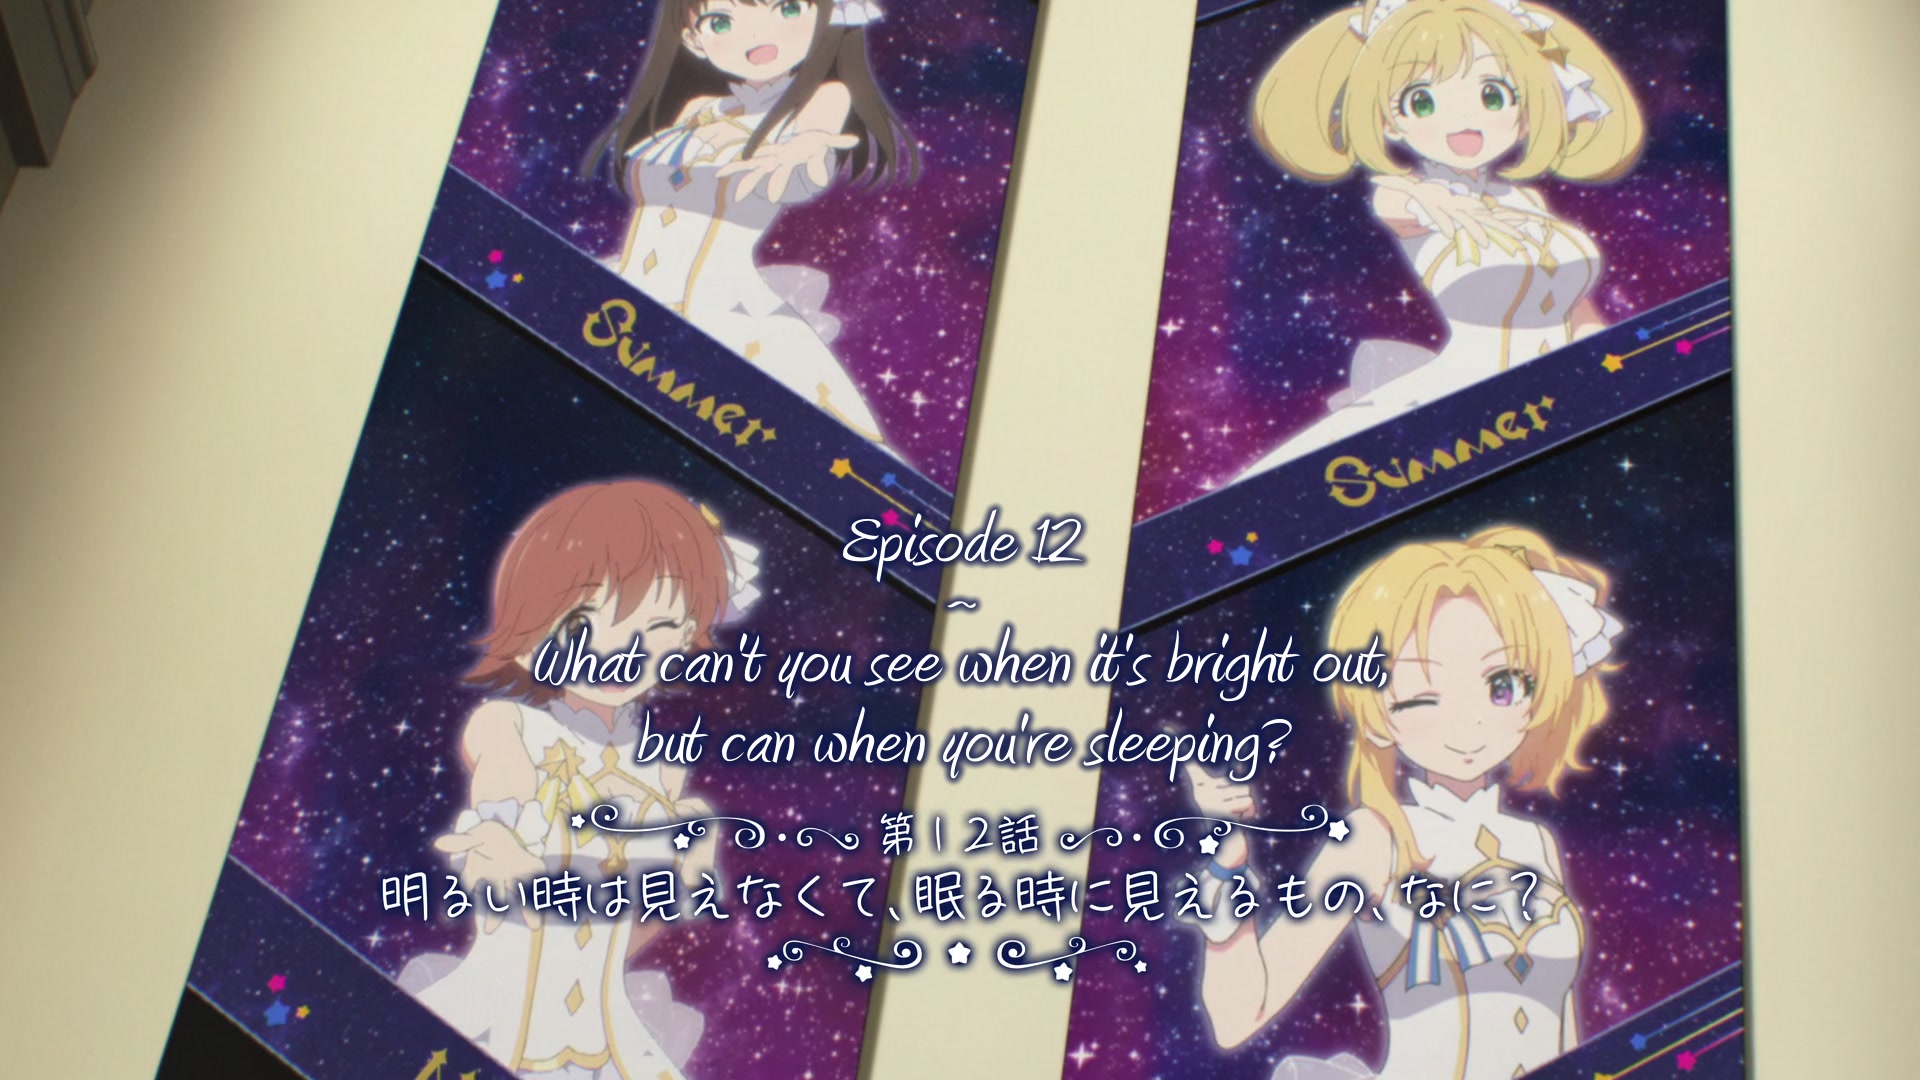 Summer
Summer
Episode 12
~
What can't you see when it's bright out,
but can when you're sleeping?
第12話
明るい時は見えなくて、眠る時に見えるもの、なに？